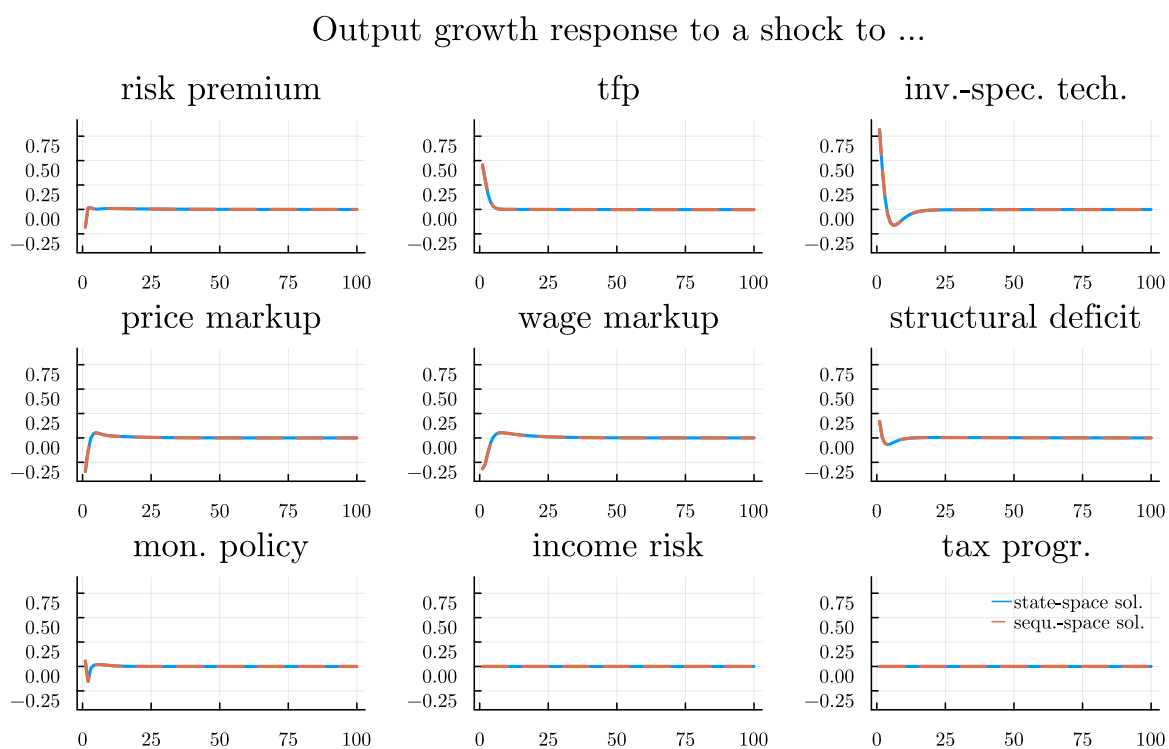 Output growth response to a shock to ...
risk premium
tfp
inv.-spec. tech.
0.75
0.50
0.25
0.00
−0.25
0 25 50 75 100
0.75
0.50
0.25
0.00
−0.25
0 25 50 75 100
0.75
0.50
0.25
0.00
−0.25
0 25 50 75 100
price markup
wage markup
structural deficit
0.75
0.50
0.25
0.00
−0.25
0 25 50 75 100
0.75
0.50
0.25
0.00
−0.25
0 25 50 75 100
0.75
0.50
0.25
0.00
−0.25
0 25 50 75 100
mon. policy
income risk
tax progr.
0.75
0.50
0.25
0.00
−0.25
0 25 50 75 100
0.75
0.50
0.25
0.00
−0.25
0 25 50 75 100
0.75
0.50
0.25
0.00
−0.25
0 25 50 75 100
state-space sol.
sequ.-space sol.